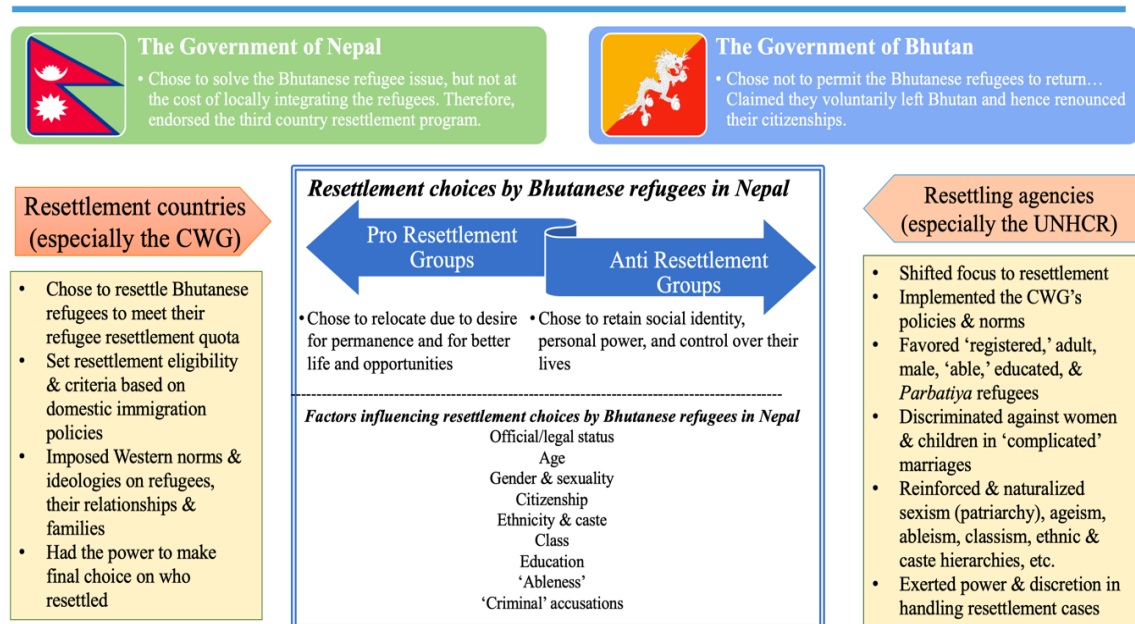 The Government of Nepal
• Chose to solve the Bhutanese refugee issue, but not at
the cost of locally integrating the refugees. Therefore,
endorsed the third country resettlement program.
The Government of Bhutan
• Chose not to permit the Bhutanese refugees to return…
Claimed they voluntarily left Bhutan and hence renounced
their citizenships.
Resettlement countries
(especially the CWG)
• Chose to resettle Bhutanese
refugees to meet their
refugee resettlement quota
• Set resettlement eligibility
& criteria based on
domestic immigration
policies
• Imposed Western norms &
ideologies on refugees,
their relationships &
families
• Had the power to make
final choice on who
resettled
Resettlement choices by Bhutanese refugees in Nepal
Pro Resettlement
Groups
Anti Resettlement
Groups
• Chose to relocate due to desire
for permanence and for better
life and opportunities
• Chose to retain social identity,
personal power, and control over their
lives
Factors influencing resettlement choices by Bhutanese refugees in Nepal
Official/legal status
Age
Gender & sexuality
Citizenship
Ethnicity & caste
Class
Education
‘Ableness’
‘Criminal’ accusations
Resettling agencies
(especially the UNHCR)
• Shifted focus to resettlement
• Implemented the CWG’s
policies & norms
• Favored ‘registered,’ adult,
male, ‘able,’ educated, &
Parbatiya refugees
• Discriminated against women
& children in ‘complicated’
marriages
• Reinforced & naturalized
sexism (patriarchy), ageism,
ableism, classism, ethnic &
caste hierarchies, etc.
• Exerted power & discretion in
handling resettlement cases